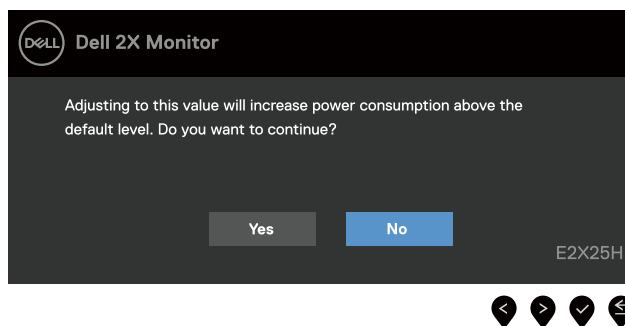 DELL
Dell 2X Monitor
Adjusting to this value will increase power consumption above the
default level. Do you want to continue?
Yes
No
E2X25H